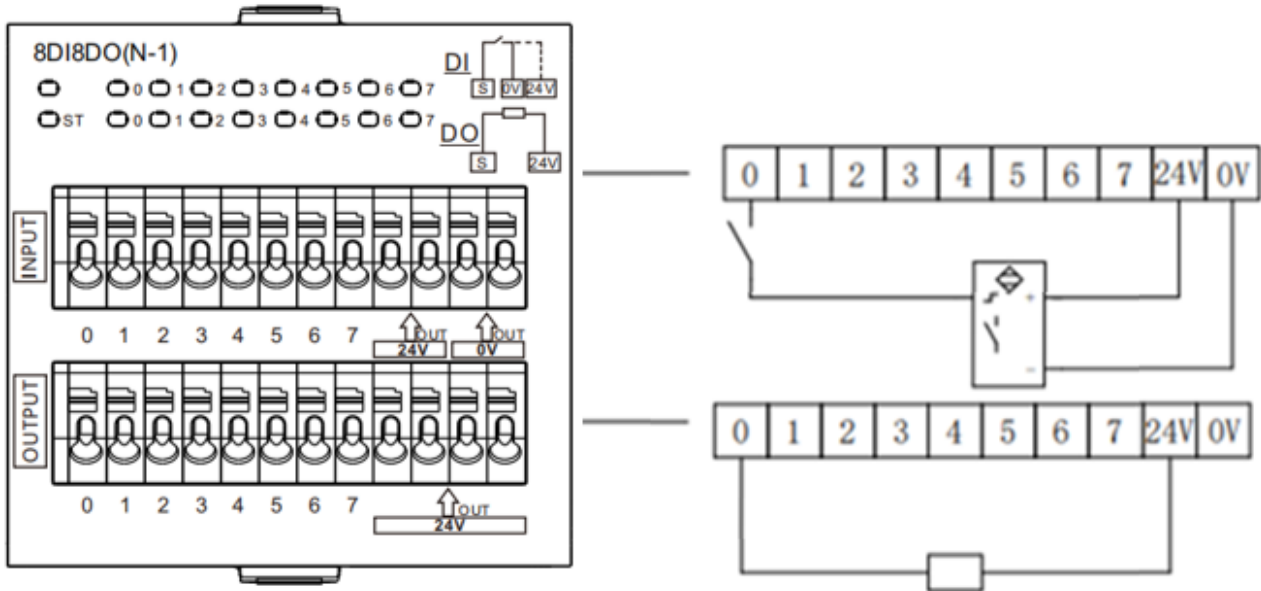 8DI8DO(N-1)
DI
S 0V 24V
0 1 2 3 4 5 6 7
ST 0 1 2 3 4 5 6 7
DO
S 24V
INPUT
0 1 2 3 4 5 6 7 OUT OUT
24V 0V
OUTPUT
0 1 2 3 4 5 6 7 OUT
24V
0 1 2 3 4 5 6 7 24V 0V
+
−
0 1 2 3 4 5 6 7 24V 0V